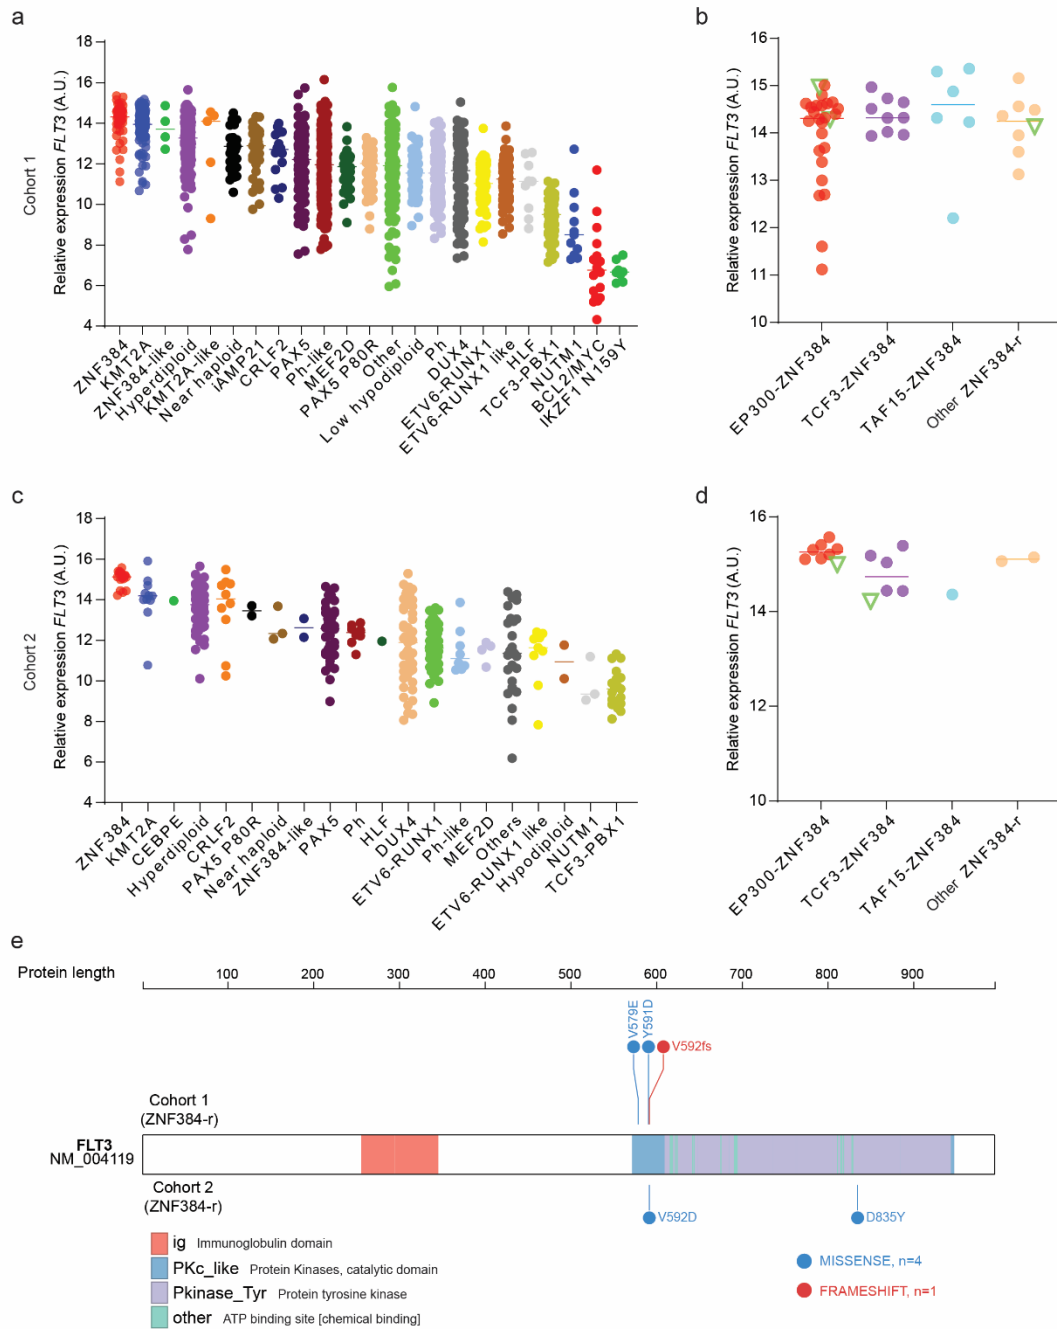 a
Cohort 1
Relative expression FLT3 (A.U.)
18
16
14
12
10
8
6
4
ZNF384
KMT2A
ZNF384-like
Hyperdiploid
KMT2A-like
Near haploid
iAMP21
CRLF2
PAX5
Ph-like
MEF2D
PAX5 P80R
Other
Low hypodiploid
Ph
DUX4
ETV6-RUNX1
ETV6-RUNX1 like
HLF
TCF3-PBX1
NUTM1
BCL2/MYC
IKZF1 N159Y
b
Relative expression FLT3 (A.U.)
16
15
14
13
12
11
10
EP300-ZNF384
TCF3-ZNF384
TAF15-ZNF384
Other ZNF384-r
c
Cohort 2
Relative expression FLT3 (A.U.)
18
16
14
12
10
8
6
4
ZNF384
KMT2A
CEBPE
Hyperdiploid
CRLF2
PAX5 P80R
Near haploid
ZNF384-like
PAX5
Ph
HLF
DUX4
ETV6-RUNX1
Ph-like
MEF2D
Others
ETV6-RUNX1 like
Hypodiploid
NUTM1
TCF3-PBX1
d
Relative expression FLT3 (A.U.)
16
14
12
10
EP300-ZNF384
TCF3-ZNF384
TAF15-ZNF384
Other ZNF384-r
e
Protein length
100 200 300 400 500 600 700 800 900
V579E
Y591D
V592fs
Cohort 1
(ZNF384-r)
FLT3
NM_004119
Cohort 2
(ZNF384-r)
V592D
D835Y
ig Immunoglobulin domain
PKc_like Protein Kinases, catalytic domain
Pkinase_Tyr Protein tyrosine kinase
other ATP binding site [chemical binding]
MISSENSE, n=4
FRAMESHIFT, n=1